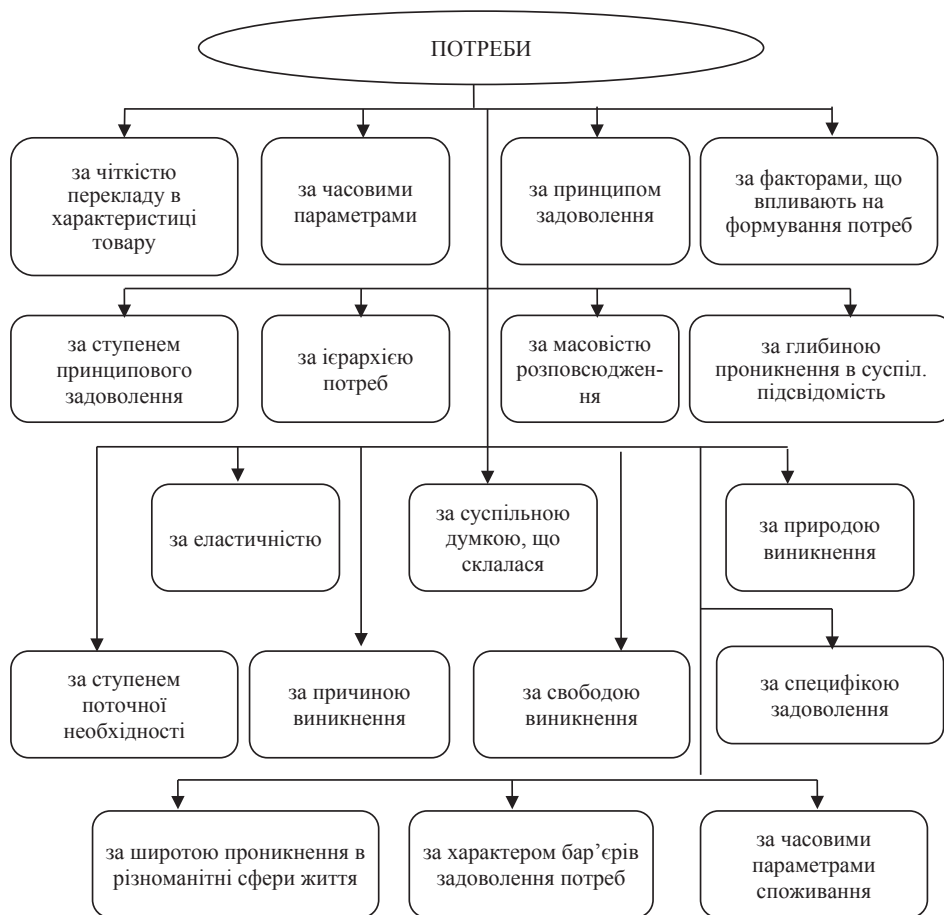 ПОТРЕБИ
за чіткістю
перекладу в
характеристиці
товару
за часовими
параметрами
за принципом
задоволення
за факторами, що
впливають на
формування потреб
за ступенем
принципового
задоволення
за ієрархією
потреб
за масовістю
розповсюджен-
ня
за глибиною
проникнення в суспіл.
підсвідомість
за еластичністю
за суспільною
думкою, що
склалася
за природою
виникнення
за ступенем
поточної
необхідності
за причиною
виникнення
за свободою
виникнення
за специфікою
задоволення
за широтою проникнення в
різноманітні сфери життя
за характером бар’єрів
задоволення потреб
за часовими
параметрами
споживання